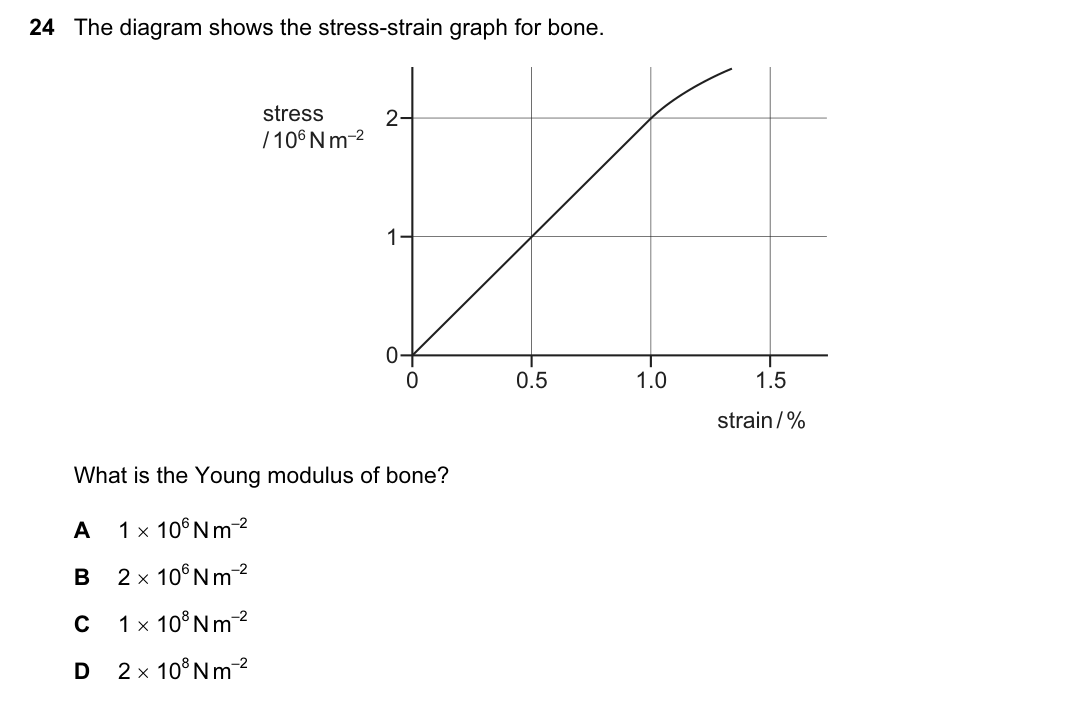 24 The diagram shows the stress-strain graph for bone.
stress
/ 10⁶ N m⁻²
2
1
0
0 0.5 1.0 1.5
strain / %
What is the Young modulus of bone?
A 1 × 10⁶ N m⁻²
B 2 × 10⁶ N m⁻²
C 1 × 10⁸ N m⁻²
D 2 × 10⁸ N m⁻²